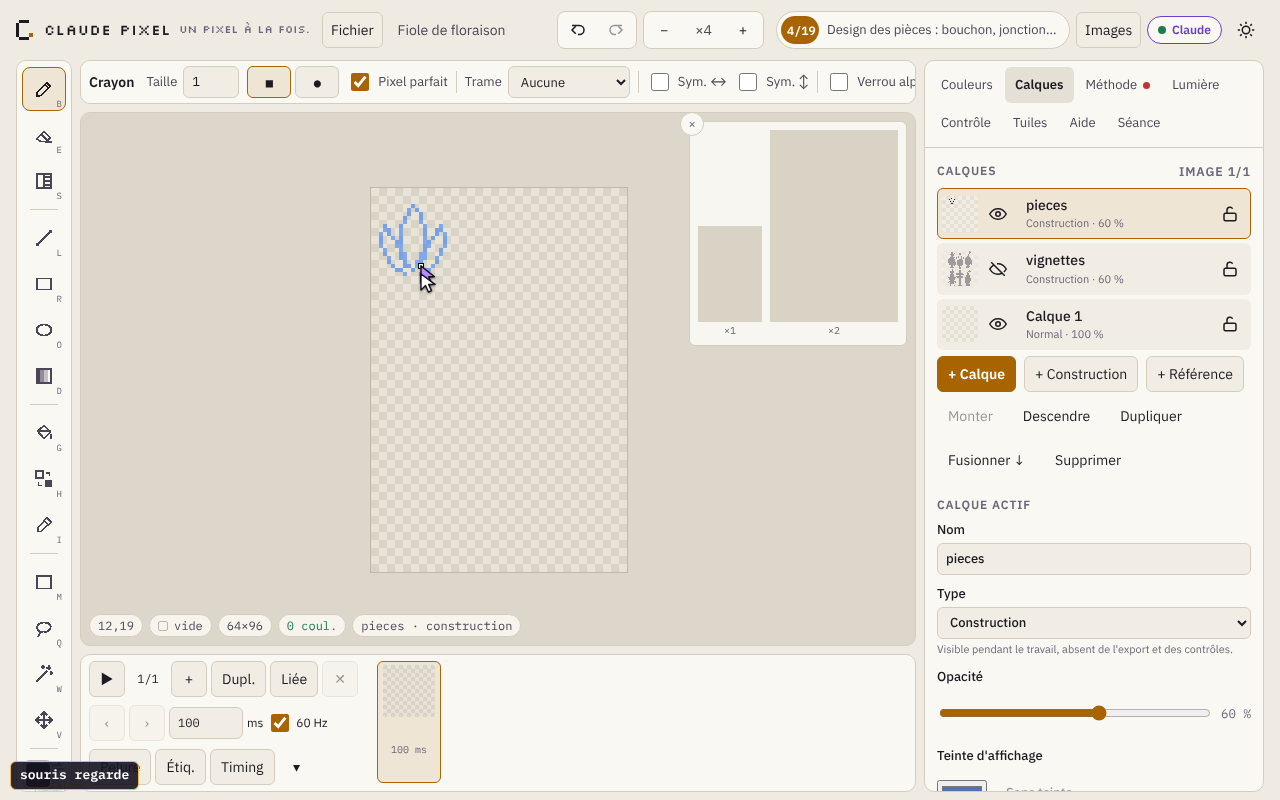 CLAUDE PIXEL UN PIXEL À LA FOIS. Fichier Fiole de floraison − ×4 + 4/19 Design des pièces : bouchon, jonction… Images Claude
Crayon Taille 1 Pixel parfait Trame Aucune Sym. ↔ Sym. ↕ Verrou alp
B
E
S
L
R
O
D
G
H
I
M
Q
W
V
×
×1 ×2
12,19 vide 64×96 0 coul. pieces · construction
1/1 + Dupl. Liée ×
‹ › 100 ms 60 Hz
Étiq. Timing ▼
100 ms
souris regarde
Couleurs Calques Méthode Lumière
Contrôle Tuiles Aide Séance
CALQUES IMAGE 1/1
pieces
Construction · 60 %
vignettes
Construction · 60 %
Calque 1
Normal · 100 %
+ Calque + Construction + Référence
Monter Descendre Dupliquer
Fusionner ↓ Supprimer
CALQUE ACTIF
Nom
pieces
Type
Construction
Visible pendant le travail, absent de l'export et des contrôles.
Opacité
60 %
Teinte d'affichage
Sans teinte